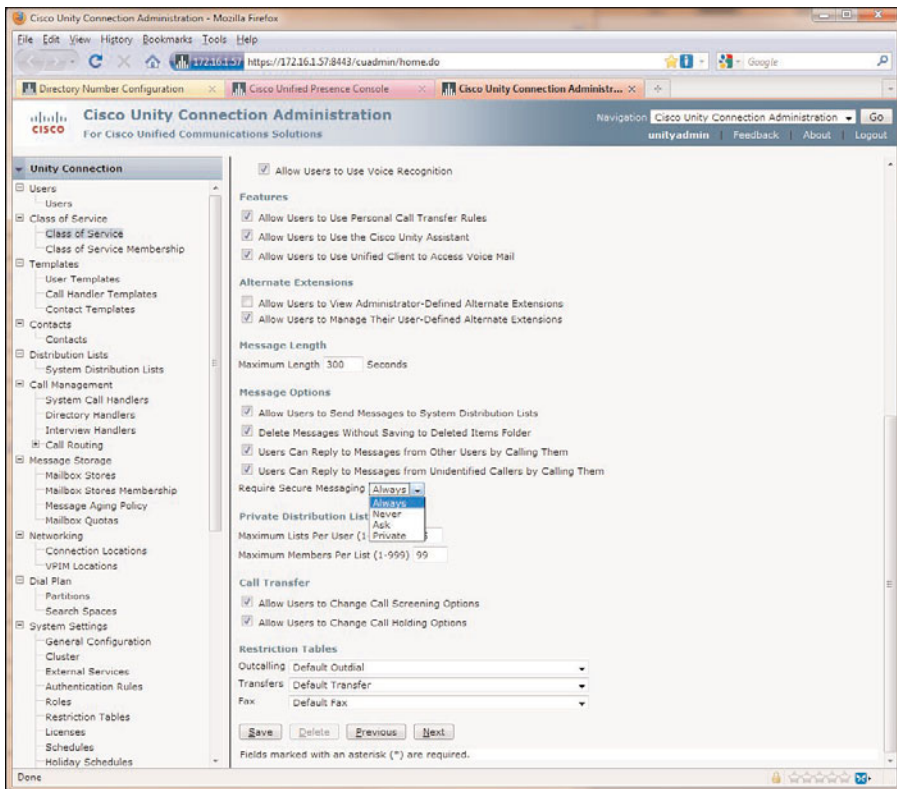 Cisco Unity Connection Administration - Mozilla Firefox
File Edit View History Bookmarks Tools Help
172.16.1.57 https://172.16.1.57:8443/cuadmin/home.do
Google
Directory Number Configuration
Cisco Unified Presence Console
Cisco Unity Connection Administr...
cisco
Cisco Unity Connection Administration
For Cisco Unified Communications Solutions
Navigation Cisco Unity Connection Administration Go
unityadmin | Feedback | About | Logout
Unity Connection
Users
Users
Class of Service
Class of Service
Class of Service Membership
Templates
User Templates
Call Handler Templates
Contact Templates
Contacts
Contacts
Distribution Lists
System Distribution Lists
Call Management
System Call Handlers
Directory Handlers
Interview Handlers
Call Routing
Message Storage
Mailbox Stores
Mailbox Stores Membership
Message Aging Policy
Mailbox Quotas
Networking
Connection Locations
VPIM Locations
Dial Plan
Partitions
Search Spaces
System Settings
General Configuration
Cluster
External Services
Authentication Rules
Roles
Restriction Tables
Licenses
Schedules
Holiday Schedules
Allow Users to Use Voice Recognition
Features
Allow Users to Use Personal Call Transfer Rules
Allow Users to Use the Cisco Unity Assistant
Allow Users to Use Unified Client to Access Voice Mail
Alternate Extensions
Allow Users to View Administrator-Defined Alternate Extensions
Allow Users to Manage Their User-Defined Alternate Extensions
Message Length
Maximum Length 300 Seconds
Message Options
Allow Users to Send Messages to System Distribution Lists
Delete Messages Without Saving to Deleted Items Folder
Users Can Reply to Messages from Other Users by Calling Them
Users Can Reply to Messages from Unidentified Callers by Calling Them
Require Secure Messaging Always
Always
Never
Ask
Private
Private Distribution List
Maximum Lists Per User (1-
Maximum Members Per List (1-999) 99
Call Transfer
Allow Users to Change Call Screening Options
Allow Users to Change Call Holding Options
Restriction Tables
Outcalling Default Outdial
Transfers Default Transfer
Fax Default Fax
Save Delete Previous Next
Fields marked with an asterisk (*) are required.
Done